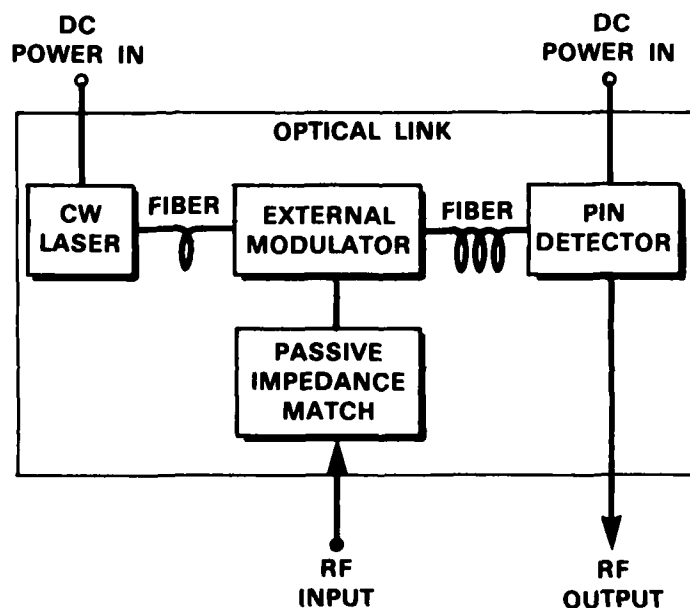 DC
POWER IN
DC
POWER IN
OPTICAL LINK
CW
LASER
FIBER
EXTERNAL
MODULATOR
FIBER
PIN
DETECTOR
PASSIVE
IMPEDANCE
MATCH
RF
INPUT
RF
OUTPUT